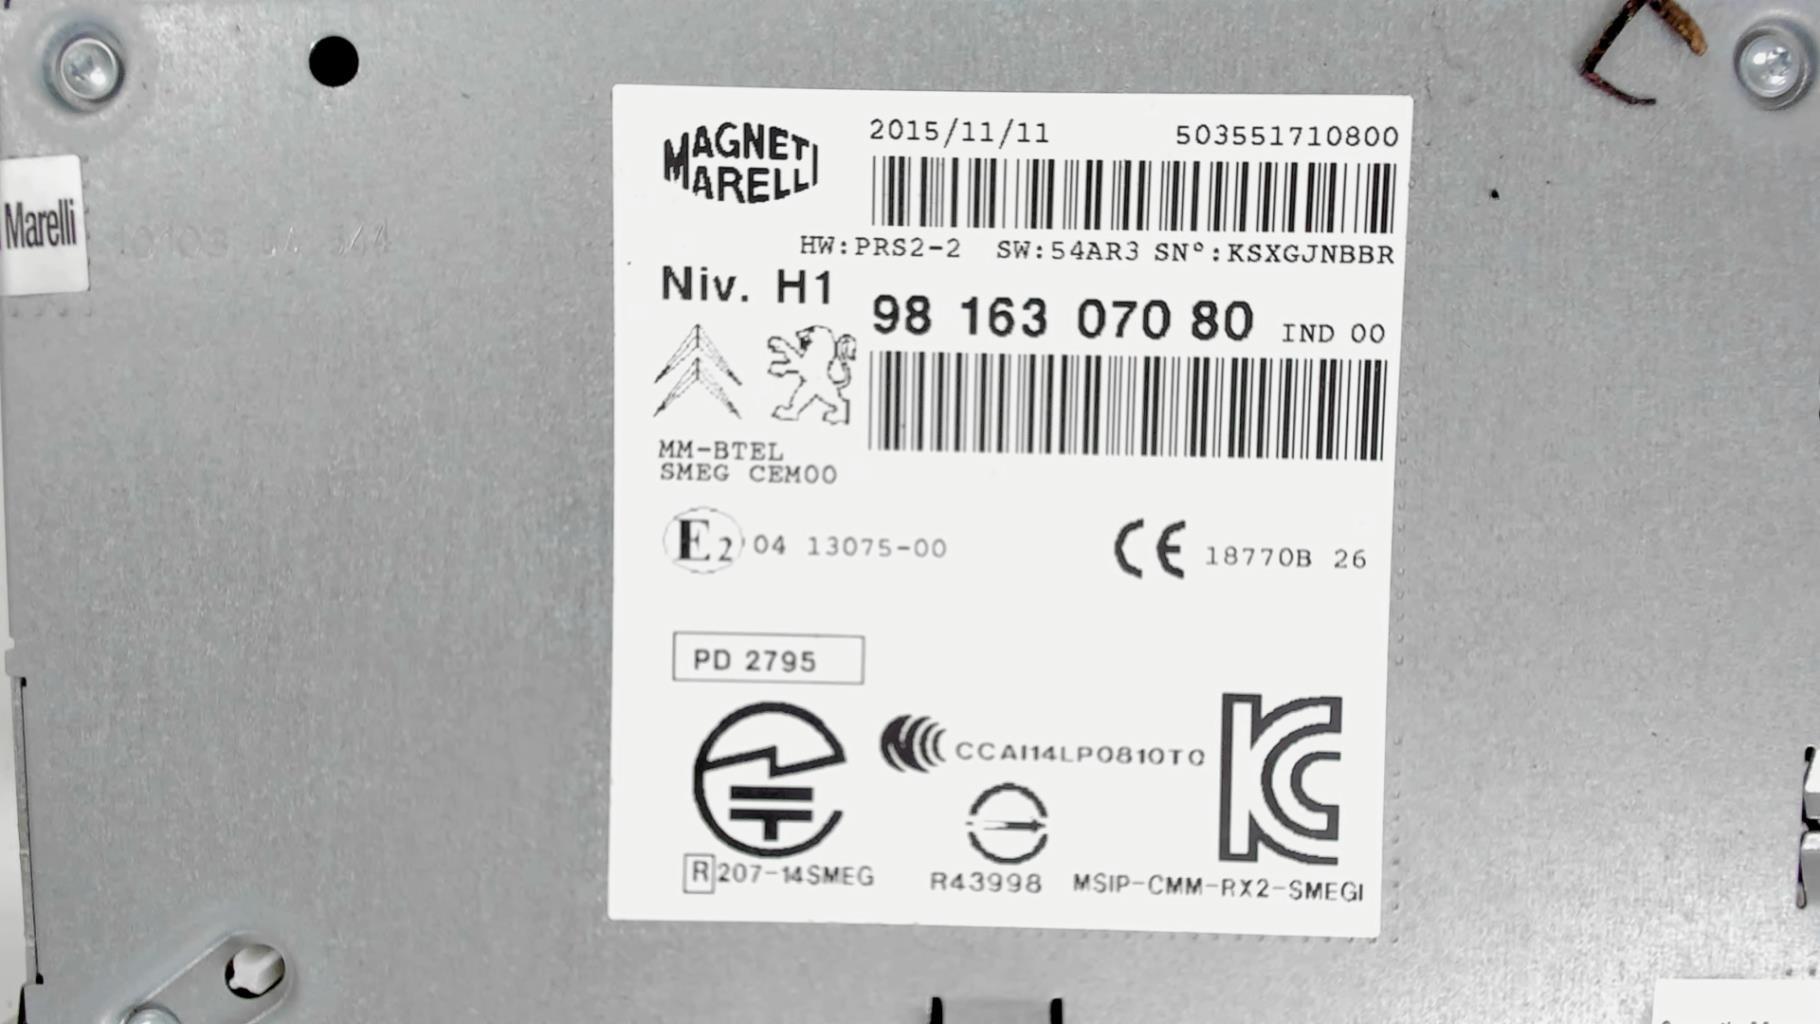 MAGNETI
MARELLI
2015/11/11 503551710800
HW:PRS2-2 SW:54AR3 SN°:KSXGJNBBR
Niv. H1
98 163 070 80 IND 00
MM-BTEL
SMEG CEM00
E2 04 13075-00
CE 18770B 26
PD 2795
CCAI14LP0810T0
R 207-14SMEG
R43998
KC
MSIP-CMM-RX2-SMEGI
Marelli